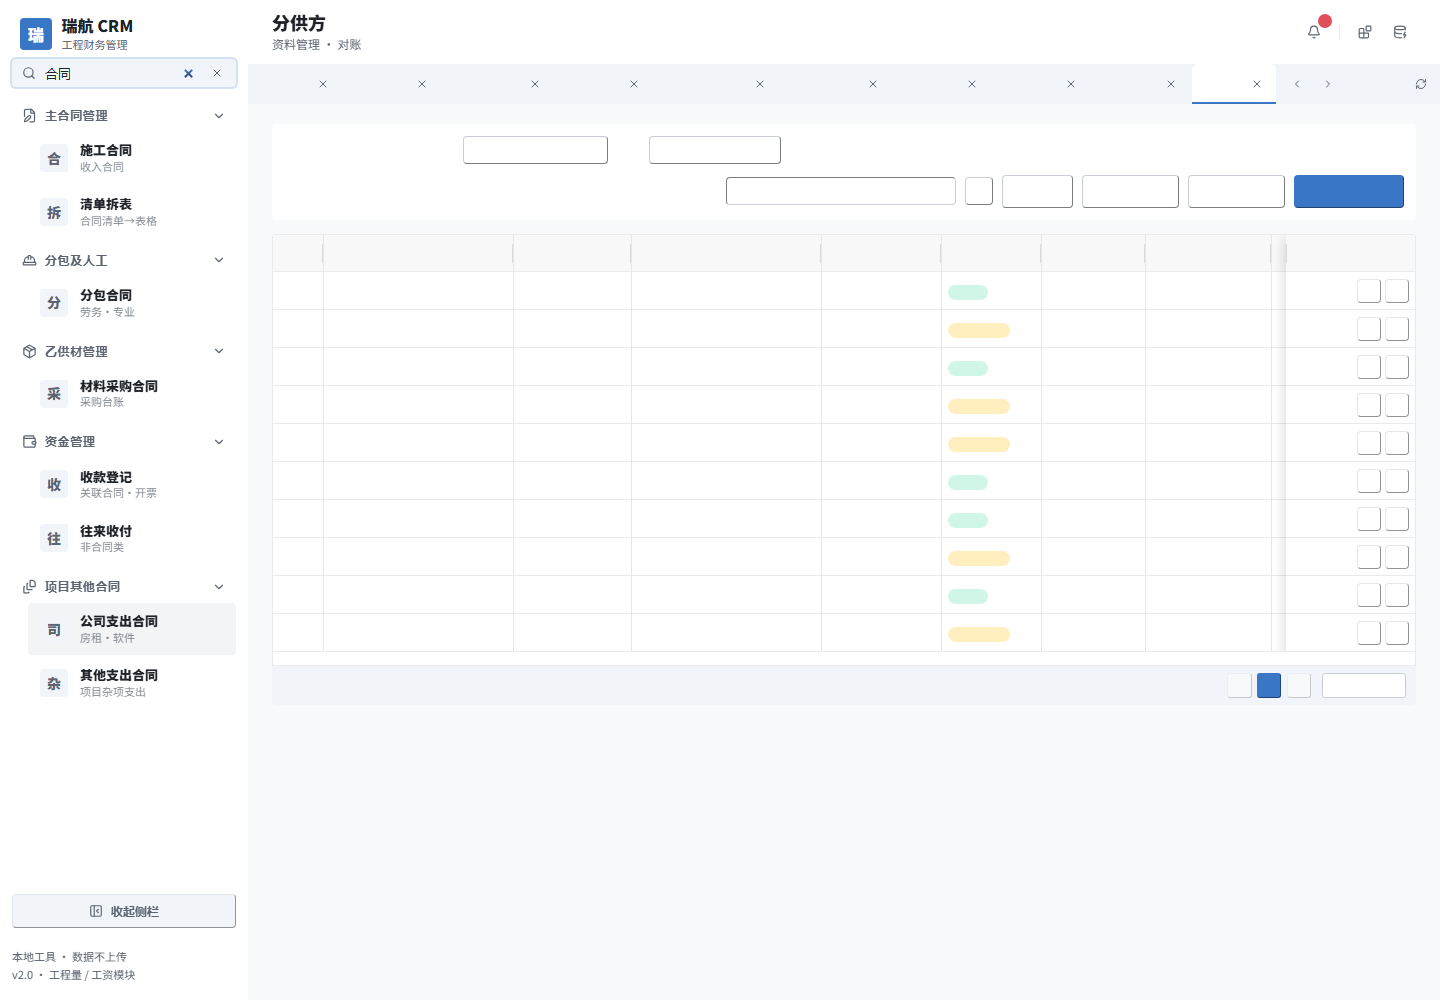 瑞
瑞航 CRM
工程财务管理
合同
主合同管理
合
施工合同
收入合同
拆
清单拆表
合同清单→表格
分包及人工
分
分包合同
劳务・专业
乙供材管理
采
材料采购合同
采购台账
资金管理
收
收款登记
关联合同・开票
往
往来收付
非合同类
项目其他合同
司
公司支出合同
房租・软件
杂
其他支出合同
项目杂项支出
收起侧栏
本地工具 · 数据不上传
v2.0 · 工程量 / 工资模块
分供方
资料管理 · 对账